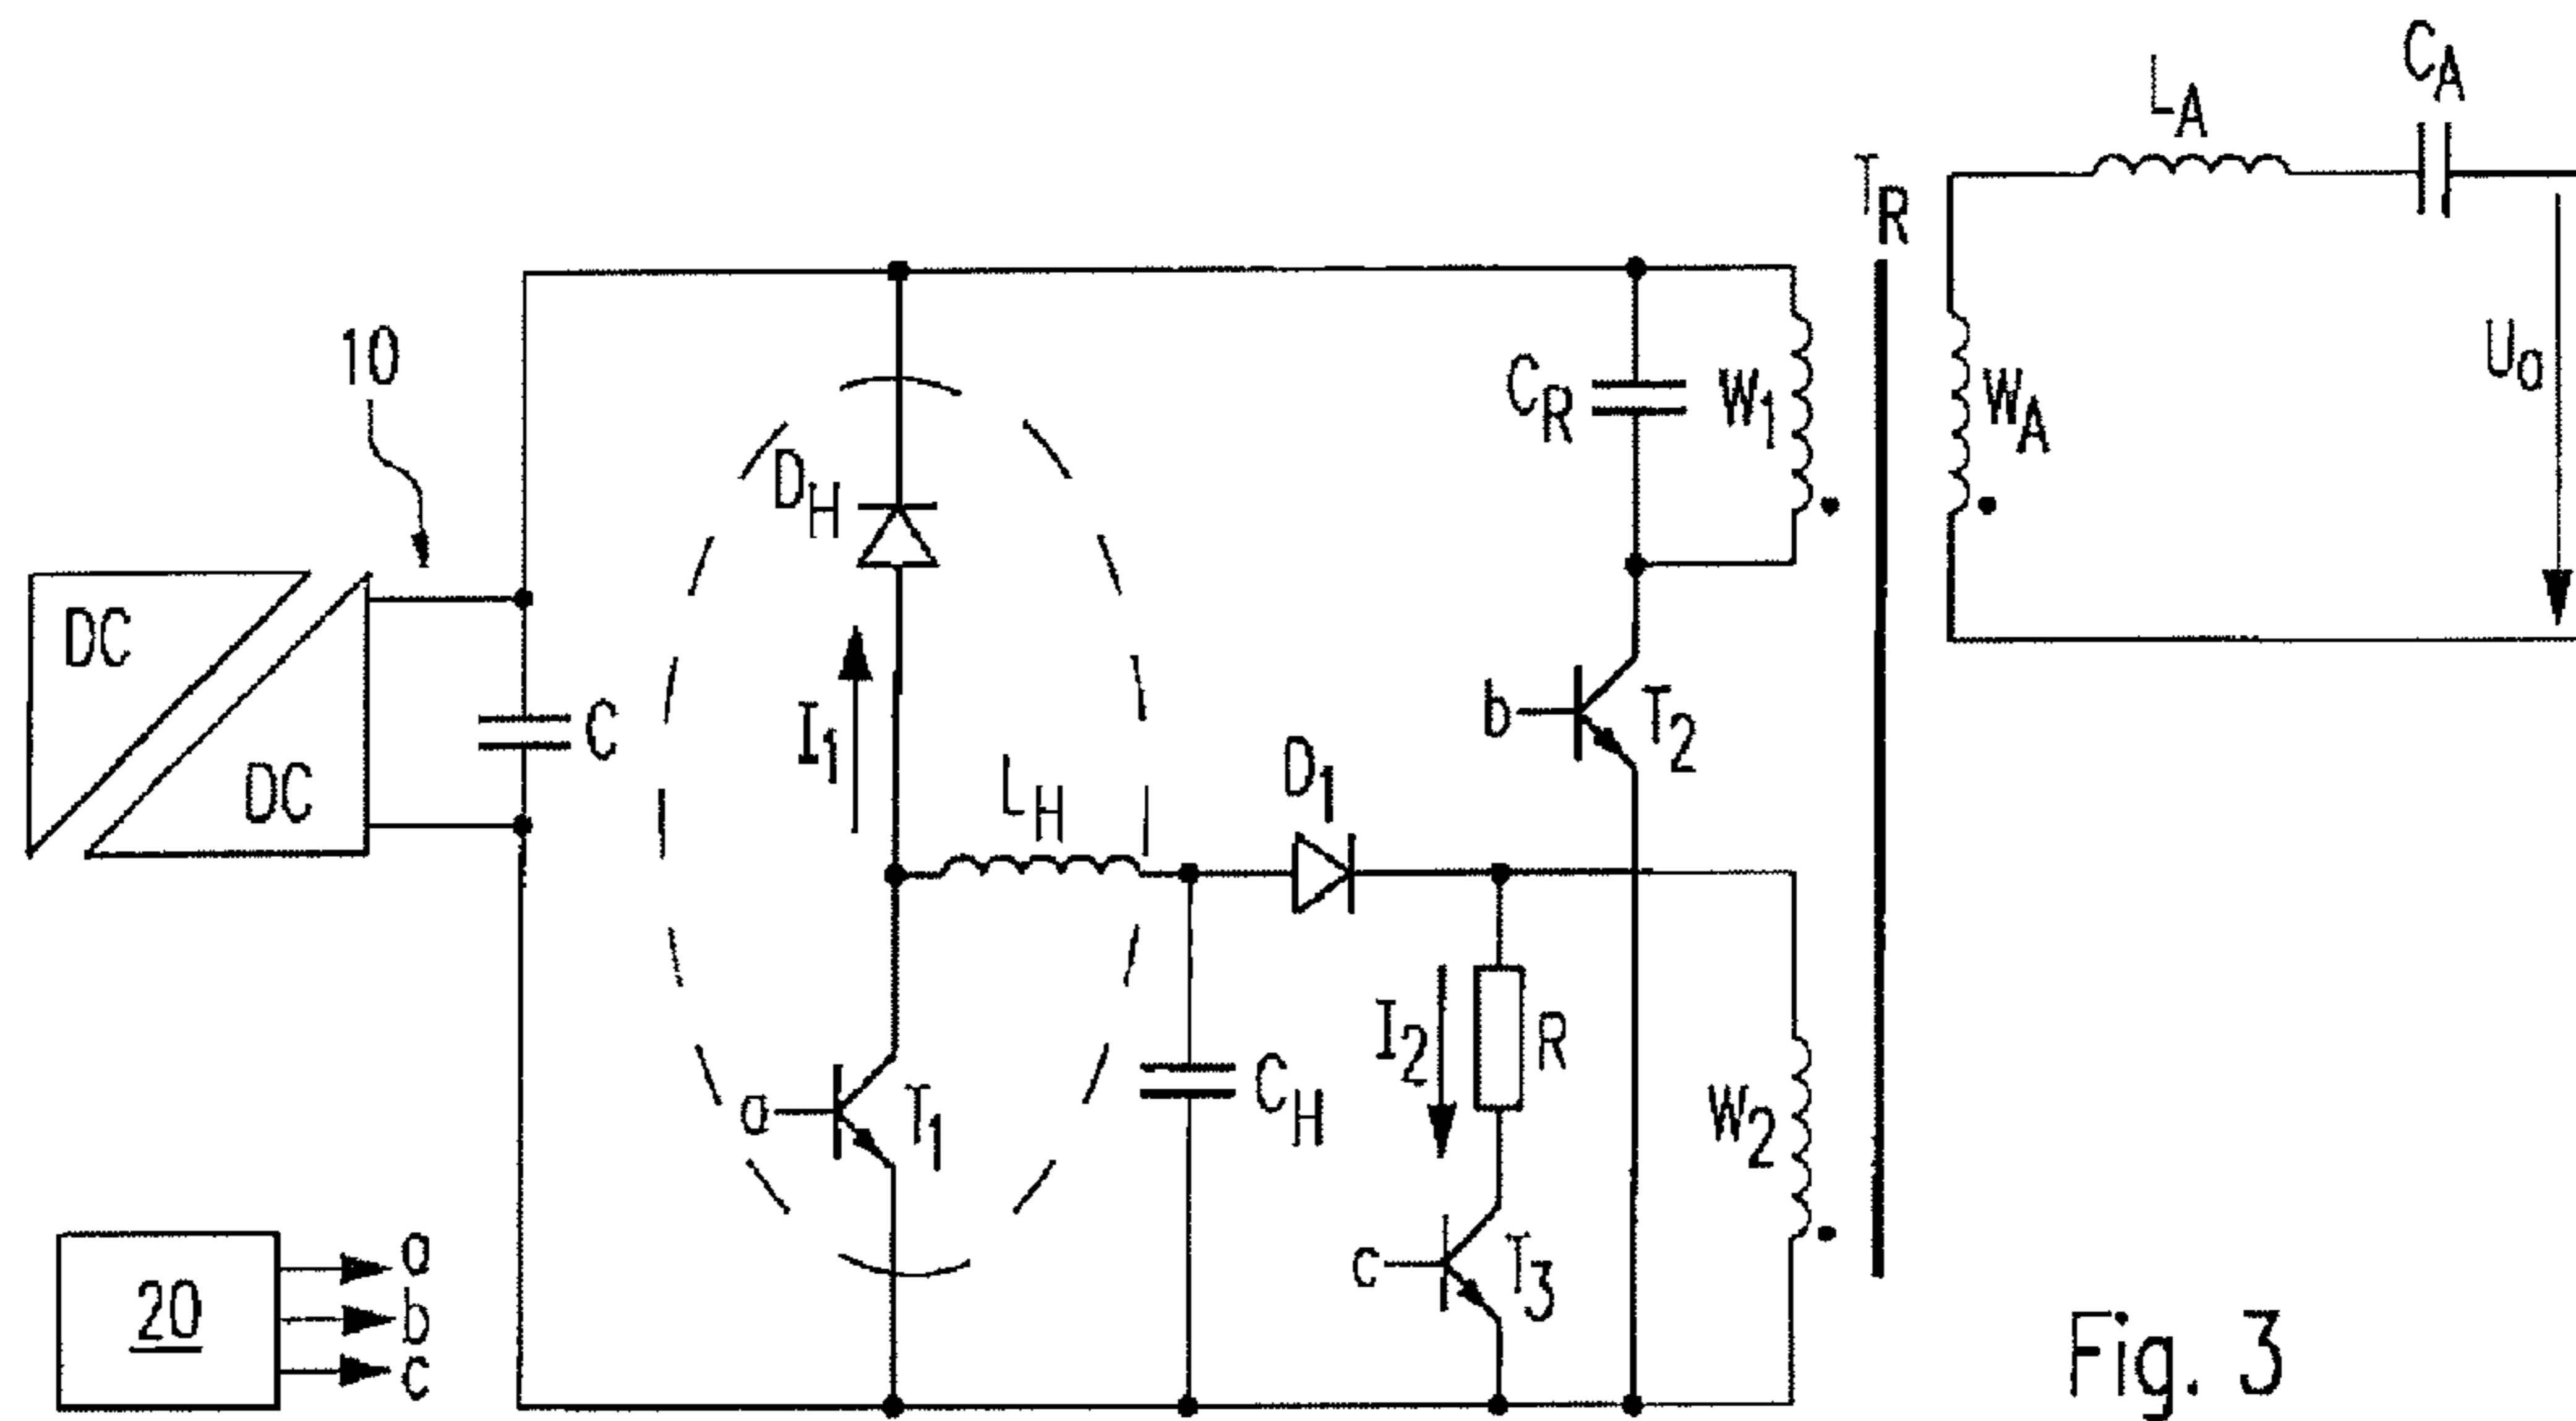 C_A
L_A
T_R
10
D_H
C_R
W_1
W_A
U_a
DC
DC
C
I_1
L_H
D_1
b
T_2
a
T_1
C_H
I_2
R
W_2
c
T_3
20
a
b
c
Fig. 3